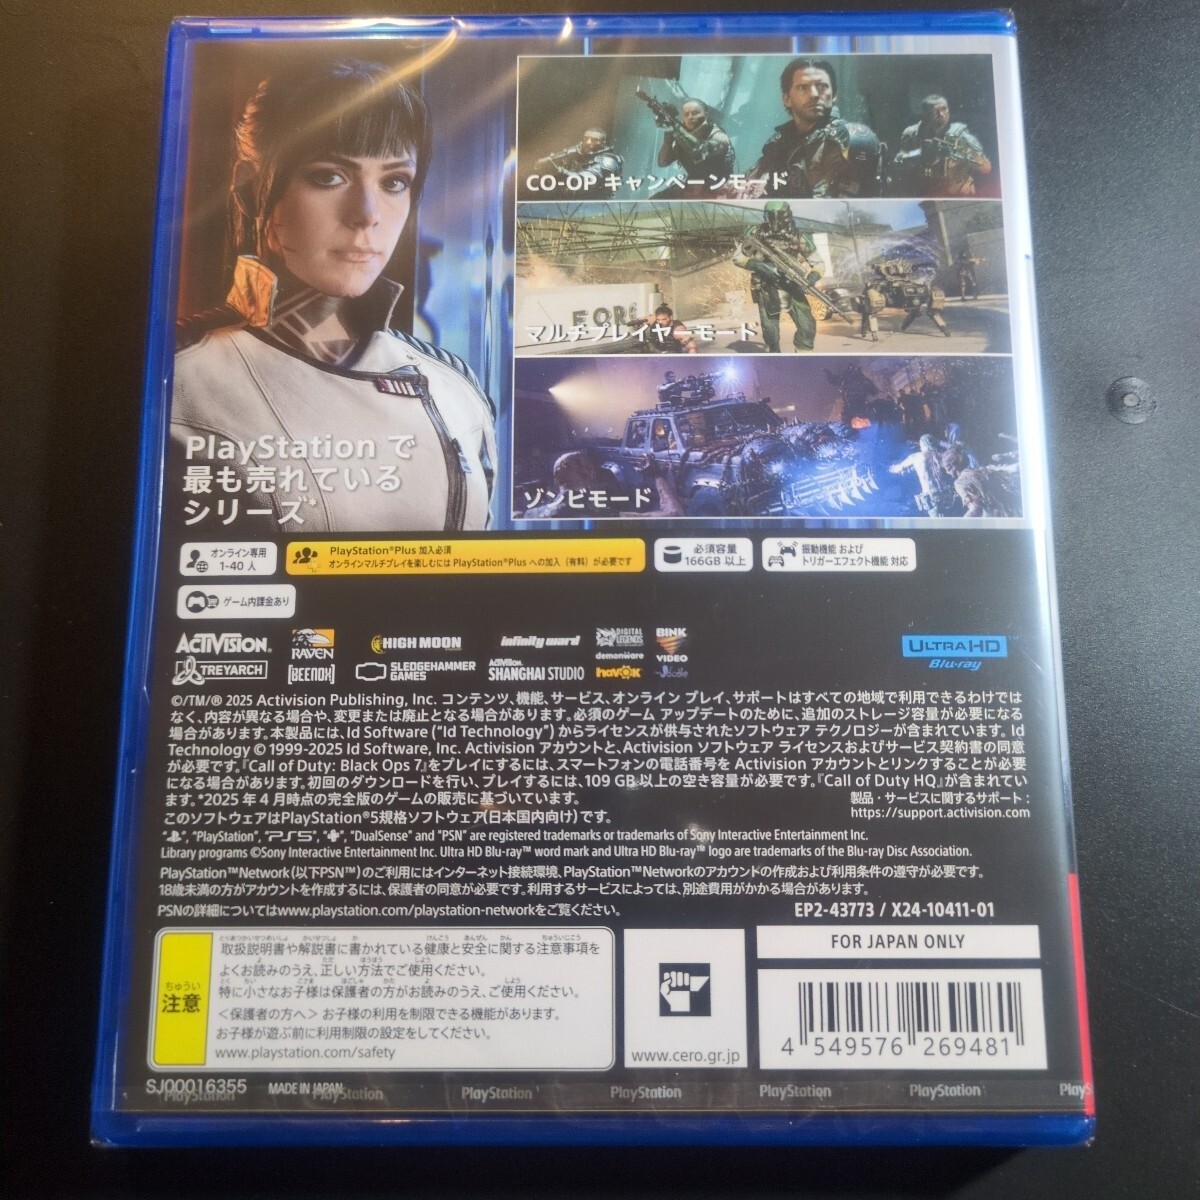 CO-OP キャンペーンモード
マルチプレイヤーモード
ゾンビモード
PlayStation で
最も売れている
シリーズ*
オンライン専用
1-40 人
PlayStation®Plus 加入必須
オンラインマルチプレイを楽しむには PlayStation®Plus への加入（有料）が必要です
必須容量
166GB 以上
振動機能 および
トリガーエフェクト機能 対応
ゲーム内課金あり
ACTIVISION
RAVEN
HIGH MOON
infinity ward
DIGITAL LEGENDS
demonware
BINK VIDEO
TREYARCH
[BEENOX]
SLEDGEHAMMER GAMES
ACTIVISION SHANGHAI STUDIO
havok
ULTRA HD Blu-ray™
©/TM/® 2025 Activision Publishing, Inc. コンテンツ、機能、サービス、オンライン プレイ、サポートはすべての地域で利用できるわけでは
なく、内容が異なる場合や、変更または廃止となる場合があります。必須のゲーム アップデートのために、追加のストレージ容量が必要になる
場合があります。本製品には、Id Software (“Id Technology”) からライセンスが供与されたソフトウェア テクノロジーが含まれています。Id
Technology © 1999-2025 Id Software, Inc. Activision アカウントと、Activision ソフトウェア ライセンスおよびサービス契約書の同意
が必要です。『Call of Duty: Black Ops 7』をプレイにするには、スマートフォンの電話番号を Activision アカウントとリンクすることが必要
になる場合があります。初回のダウンロードを行い、プレイするには、109 GB 以上の空き容量が必要です。『Call of Duty HQ』が含まれてい
ます。*2025 年 4 月時点の完全版のゲームの販売に基づいています。
製品・サービスに関するサポート：
https://support.activision.com
このソフトウェアはPlayStation®5規格ソフトウェア(日本国内向け)です。
“ ”, “PlayStation”, “PS5”, “ ”, “DualSense” and “PSN” are registered trademarks or trademarks of Sony Interactive Entertainment Inc.
Library programs ©Sony Interactive Entertainment Inc. Ultra HD Blu-ray™ word mark and Ultra HD Blu-ray™ logo are trademarks of the Blu-ray Disc Association.
PlayStation™Network（以下PSN™）のご利用にはインターネット接続環境、PlayStation™Networkのアカウントの作成および利用条件の遵守が必要です。
18歳未満の方がアカウントを作成するには、保護者の同意が必要です。利用するサービスによっては、別途費用がかかる場合があります。
PSNの詳細についてはwww.playstation.com/playstation-networkをご覧ください。
EP2-43773 / X24-10411-01
ちゅうい
注意
取扱説明書や解説書に書かれている健康と安全に関する注意事項を
よくお読みのうえ、正しい方法でご使用ください。
特に小さなお子様は保護者の方がお読みのうえ、ご使用ください。
＜保護者の方へ＞ お子様の利用を制限できる機能があります。
お子様が遊ぶ前に利用制限の設定をしてください。
www.playstation.com/safety
www.cero.gr.jp
FOR JAPAN ONLY
4 549576 269481
SJ00016355
MADE IN JAPAN
PlayStation PlayStation PlayStation PlayStation PlayStation PlayS